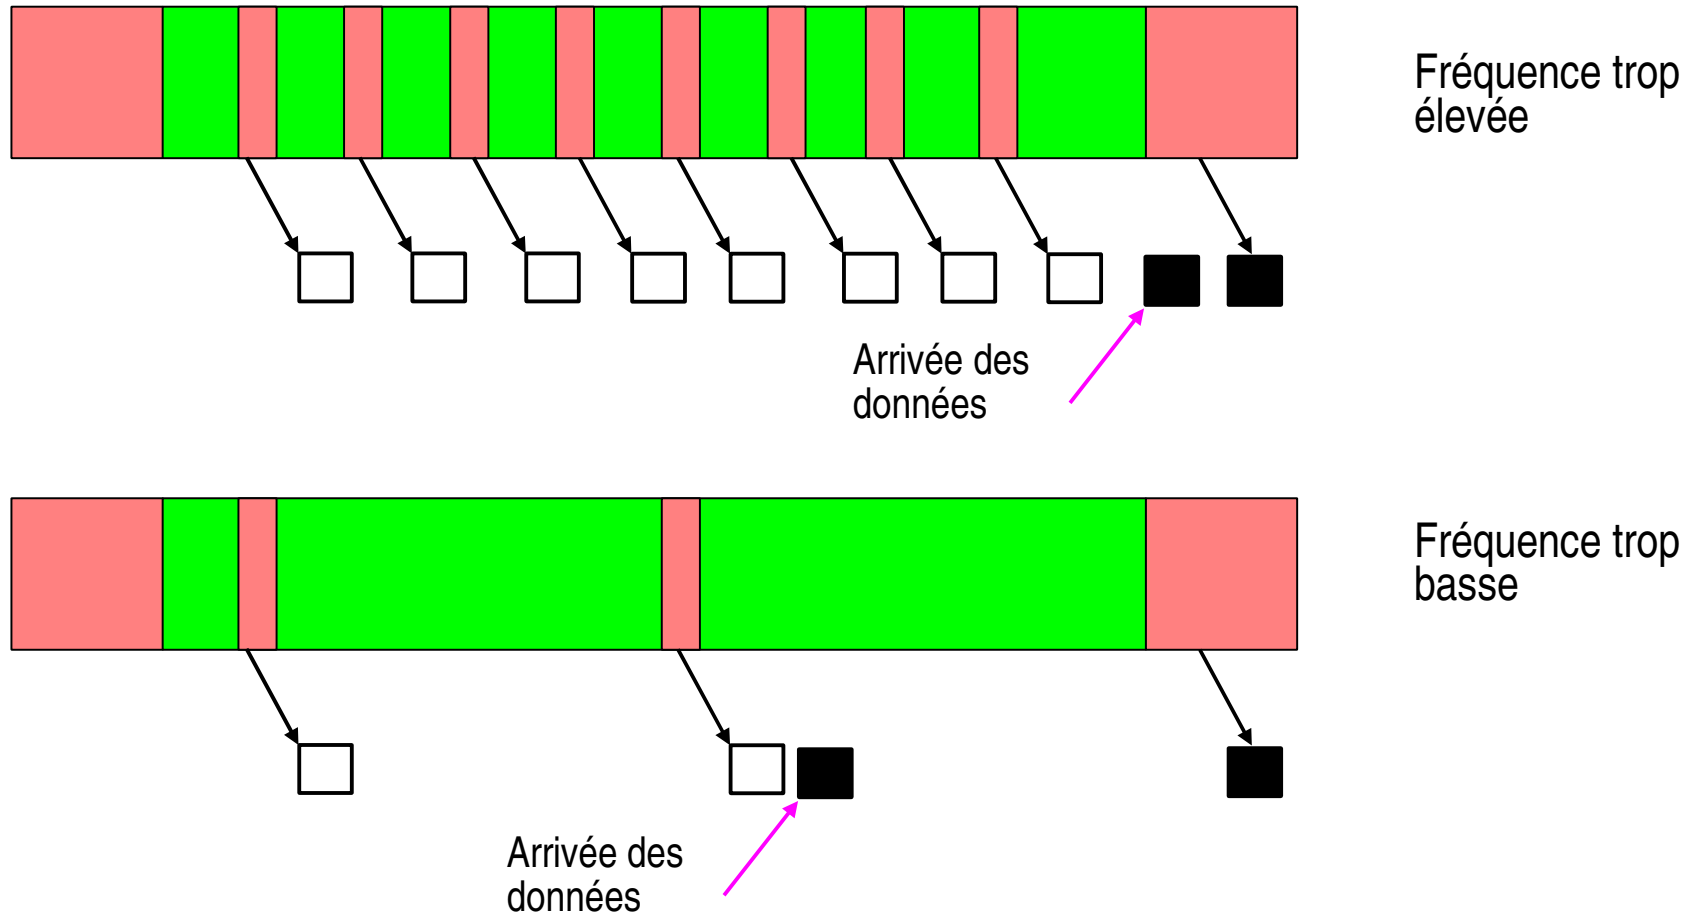 Fréquence trop
élevée
Arrivée des
données
Fréquence trop
basse
Arrivée des
données